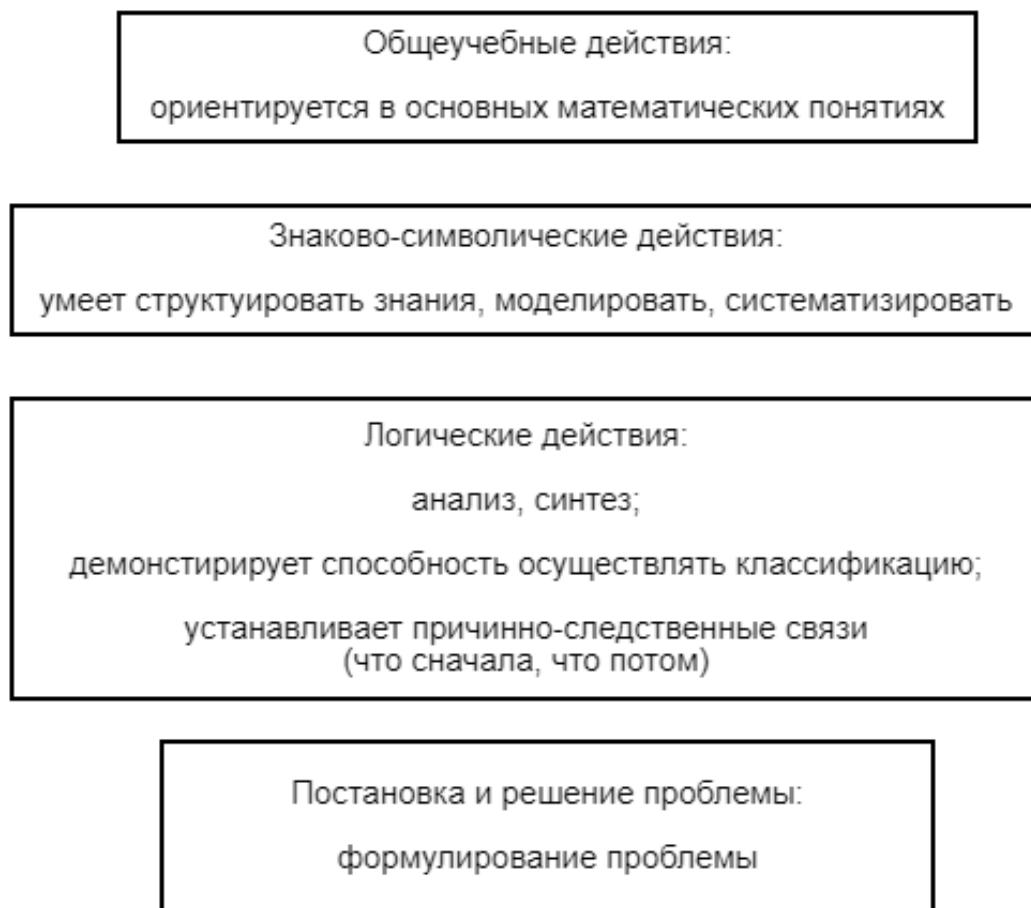 Общеучебные действия:
ориентируется в основных математических понятиях
Знаково-символические действия:
умеет структуировать знания, моделировать, систематизировать
Логические действия:
анализ, синтез;
демонстирирует способность осуществлять классификацию;
устанавливает причинно-следственные связи
(что сначала, что потом)
Постановка и решение проблемы:
формулирование проблемы